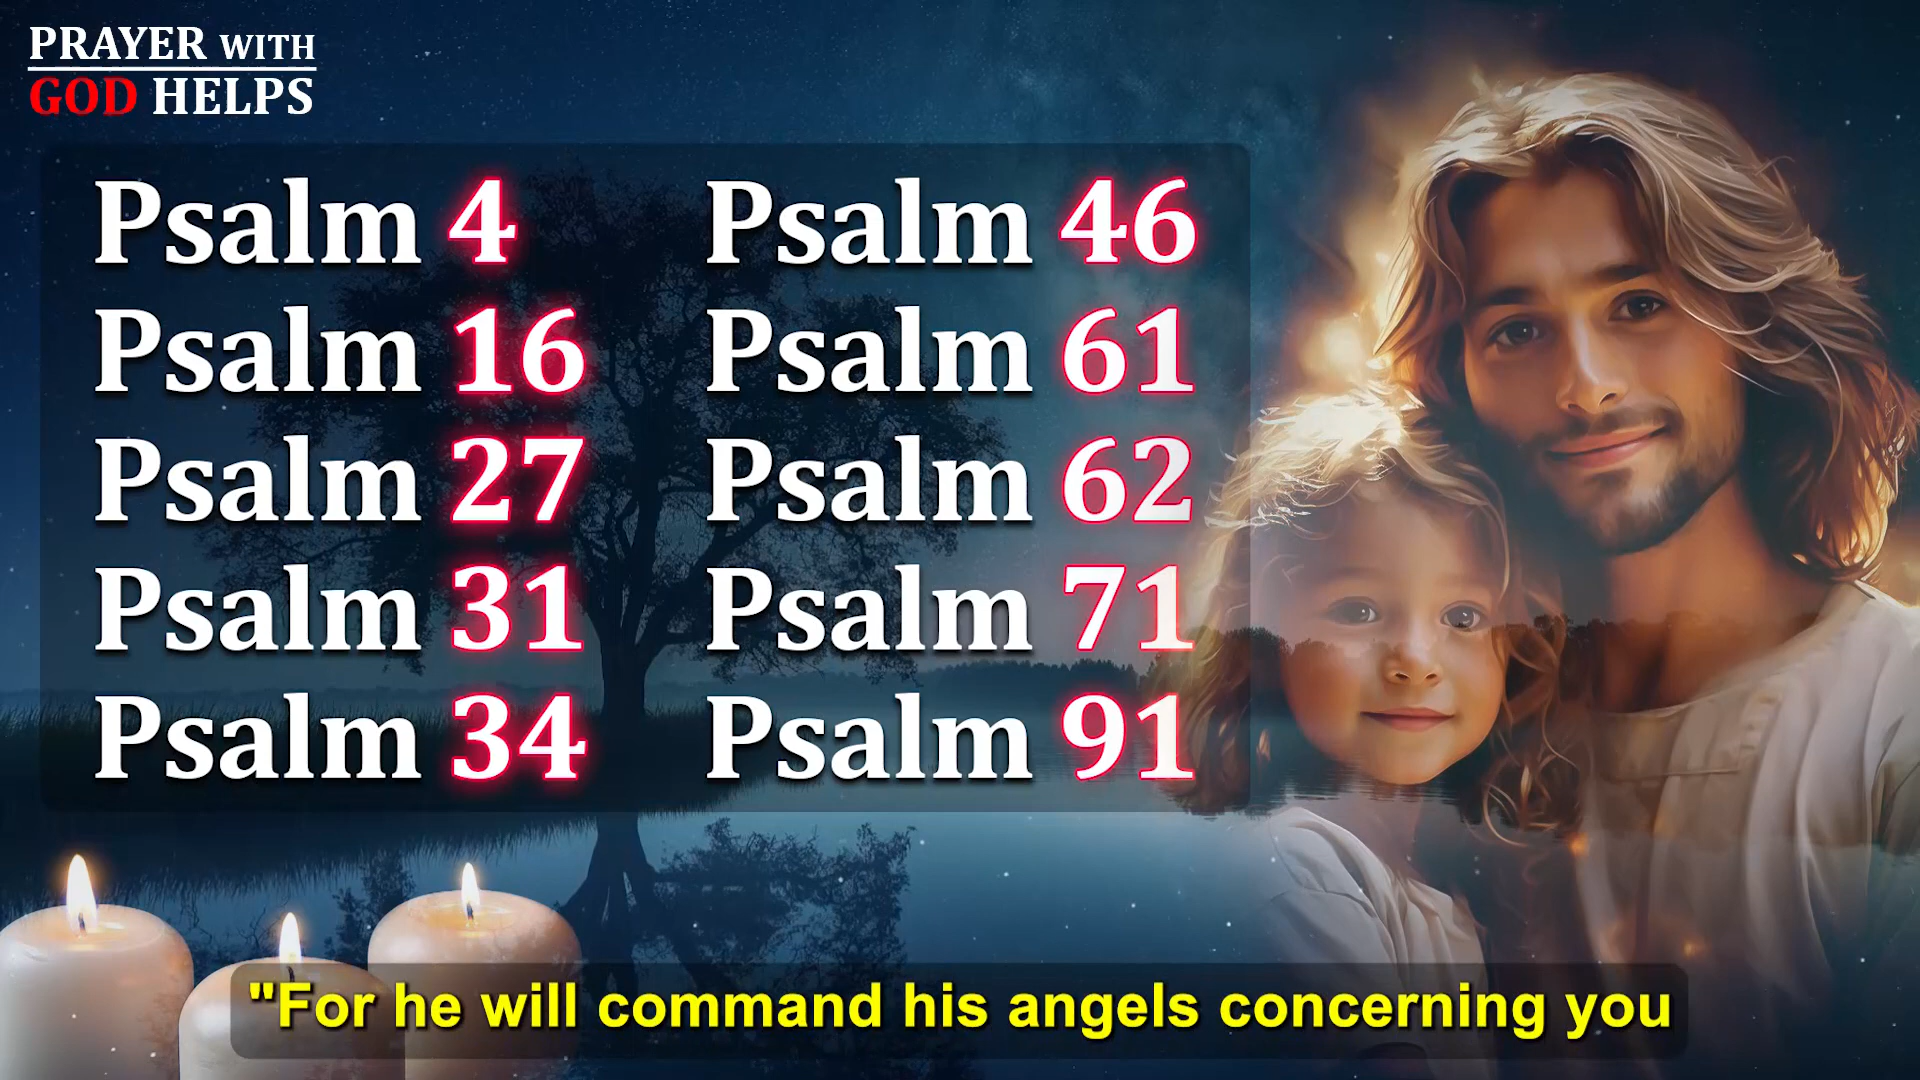 PRAYER WITH
GOD HELPS
Psalm 4
Psalm 16
Psalm 27
Psalm 31
Psalm 34
Psalm 46
Psalm 61
Psalm 62
Psalm 71
Psalm 91
"For he will command his angels concerning you